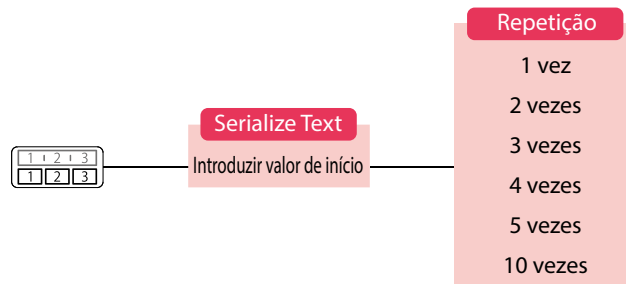 1 2 3
1 2 3
Serialize Text
Introduzir valor de início
Repetição
1 vez
2 vezes
3 vezes
4 vezes
5 vezes
10 vezes